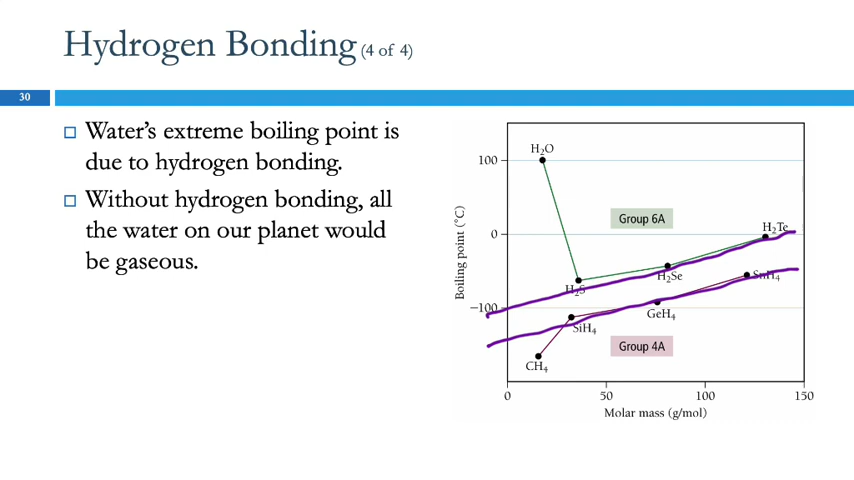 Hydrogen Bonding (4 of 4)
30
Water's extreme boiling point is
due to hydrogen bonding.
Without hydrogen bonding, all
the water on our planet would
be gaseous.
H₂O
100
Group 6A
H₂Te
0
Boiling point (°C)
H₂Se
SnH₄
H₂S
−100
GeH₄
SiH₄
Group 4A
CH₄
0
50
100
150
Molar mass (g/mol)